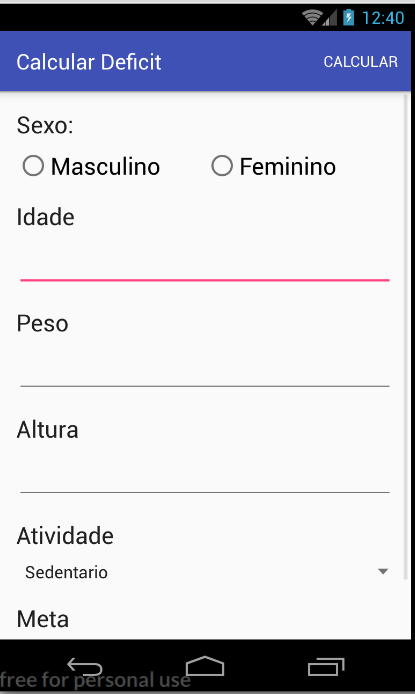 12:40
Calcular Deficit CALCULAR
Sexo:
Masculino Feminino
Idade
Peso
Altura
Atividade
Sedentario
Meta
free for personal use